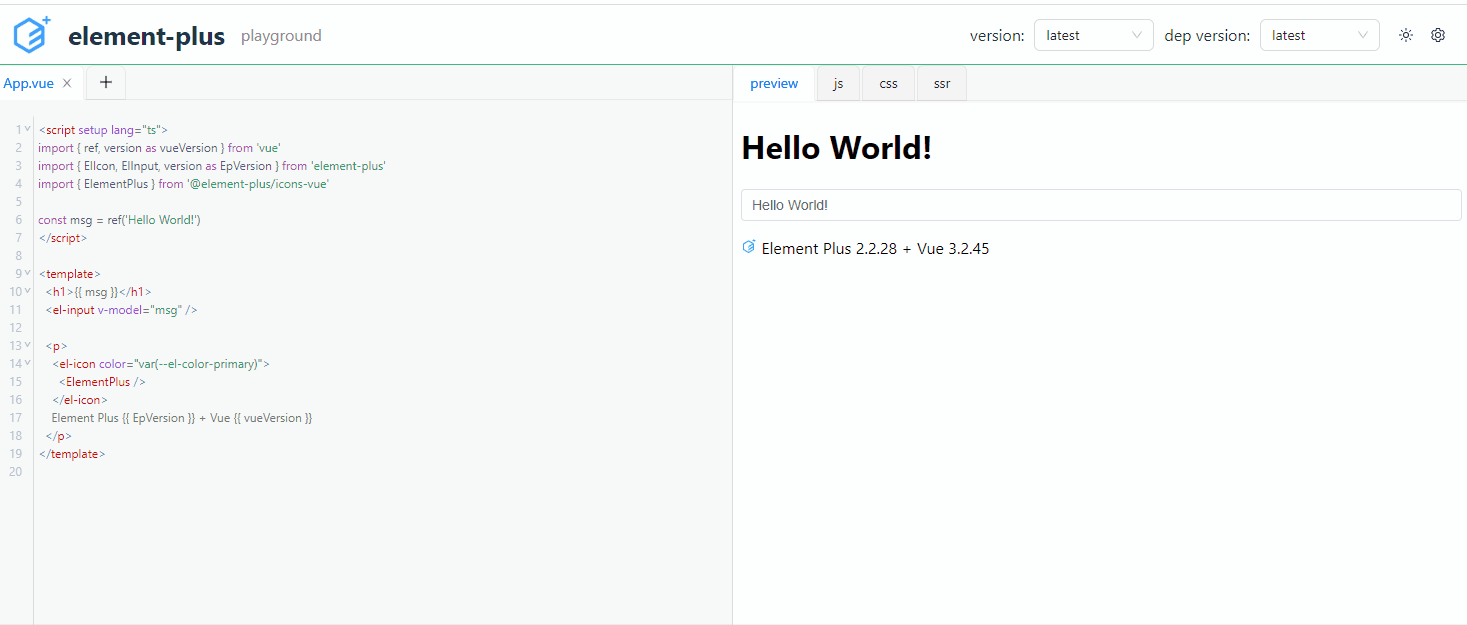 element-plus playground version: latest dep version: latest
App.vue × +
1 <script setup lang="ts">
2 import { ref, version as vueVersion } from 'vue'
3 import { ElIcon, ElInput, version as EpVersion } from 'element-plus'
4 import { ElementPlus } from '@element-plus/icons-vue'
5
6 const msg = ref('Hello World!')
7 </script>
8
9 <template>
10 <h1>{{ msg }}</h1>
11 <el-input v-model="msg" />
12
13 <p>
14 <el-icon color="var(--el-color-primary)">
15 <ElementPlus />
16 </el-icon>
17 Element Plus {{ EpVersion }} + Vue {{ vueVersion }}
18 </p>
19 </template>
20
preview js css ssr
Hello World!
Hello World!
Element Plus 2.2.28 + Vue 3.2.45